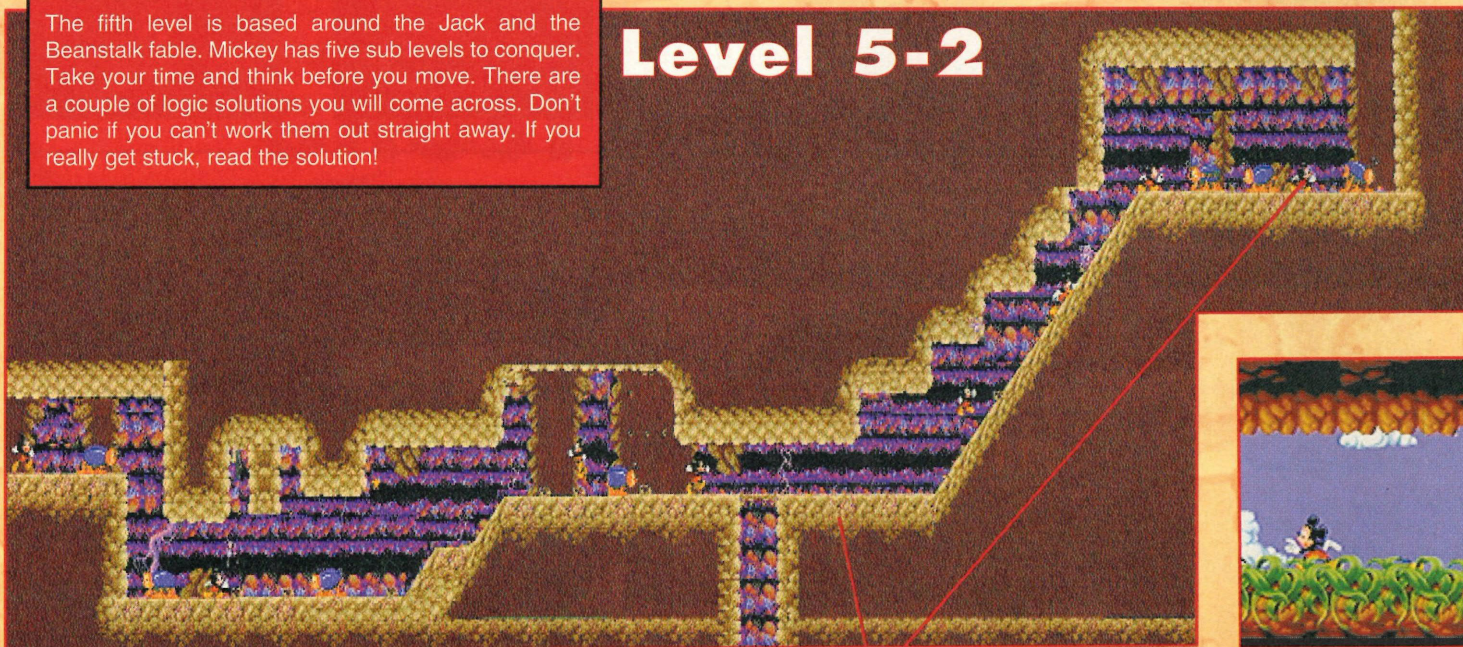 The fifth level is based around the Jack and the
Beanstalk fable. Mickey has five sub levels to conquer.
Take your time and think before you move. There are
a couple of logic solutions you will come across. Don't
panic if you can't work them out straight away. If you
really get stuck, read the solution!
Level 5-2